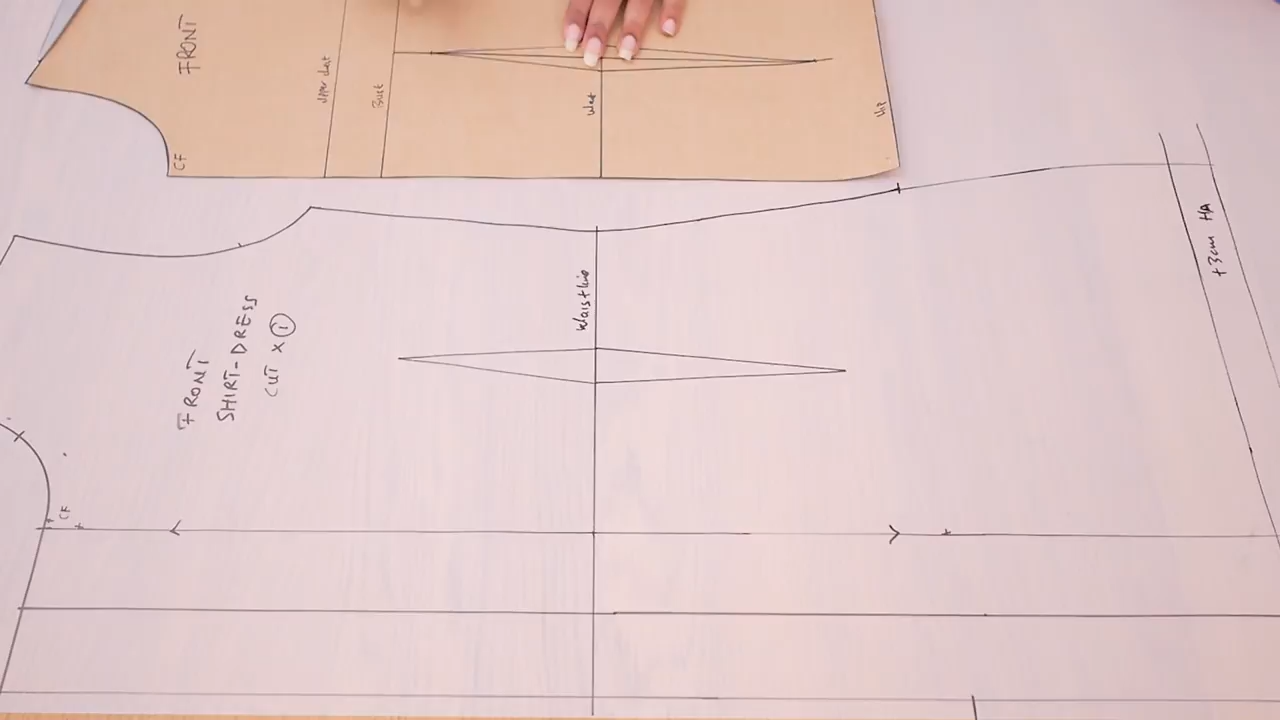 FRONT
Upper chest
Bust
Waist
Hip
CF
+3cm HA
Waistline
FRONT
SHIRT-DRESS
CUT X 1
CF